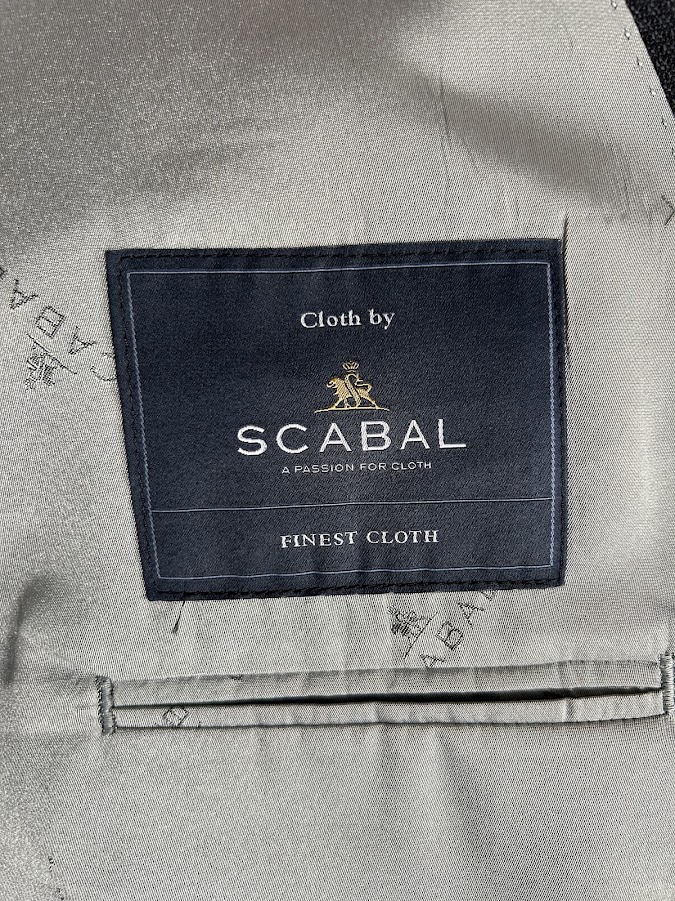 Cloth by
SCABAL
A PASSION FOR CLOTH
FINEST CLOTH